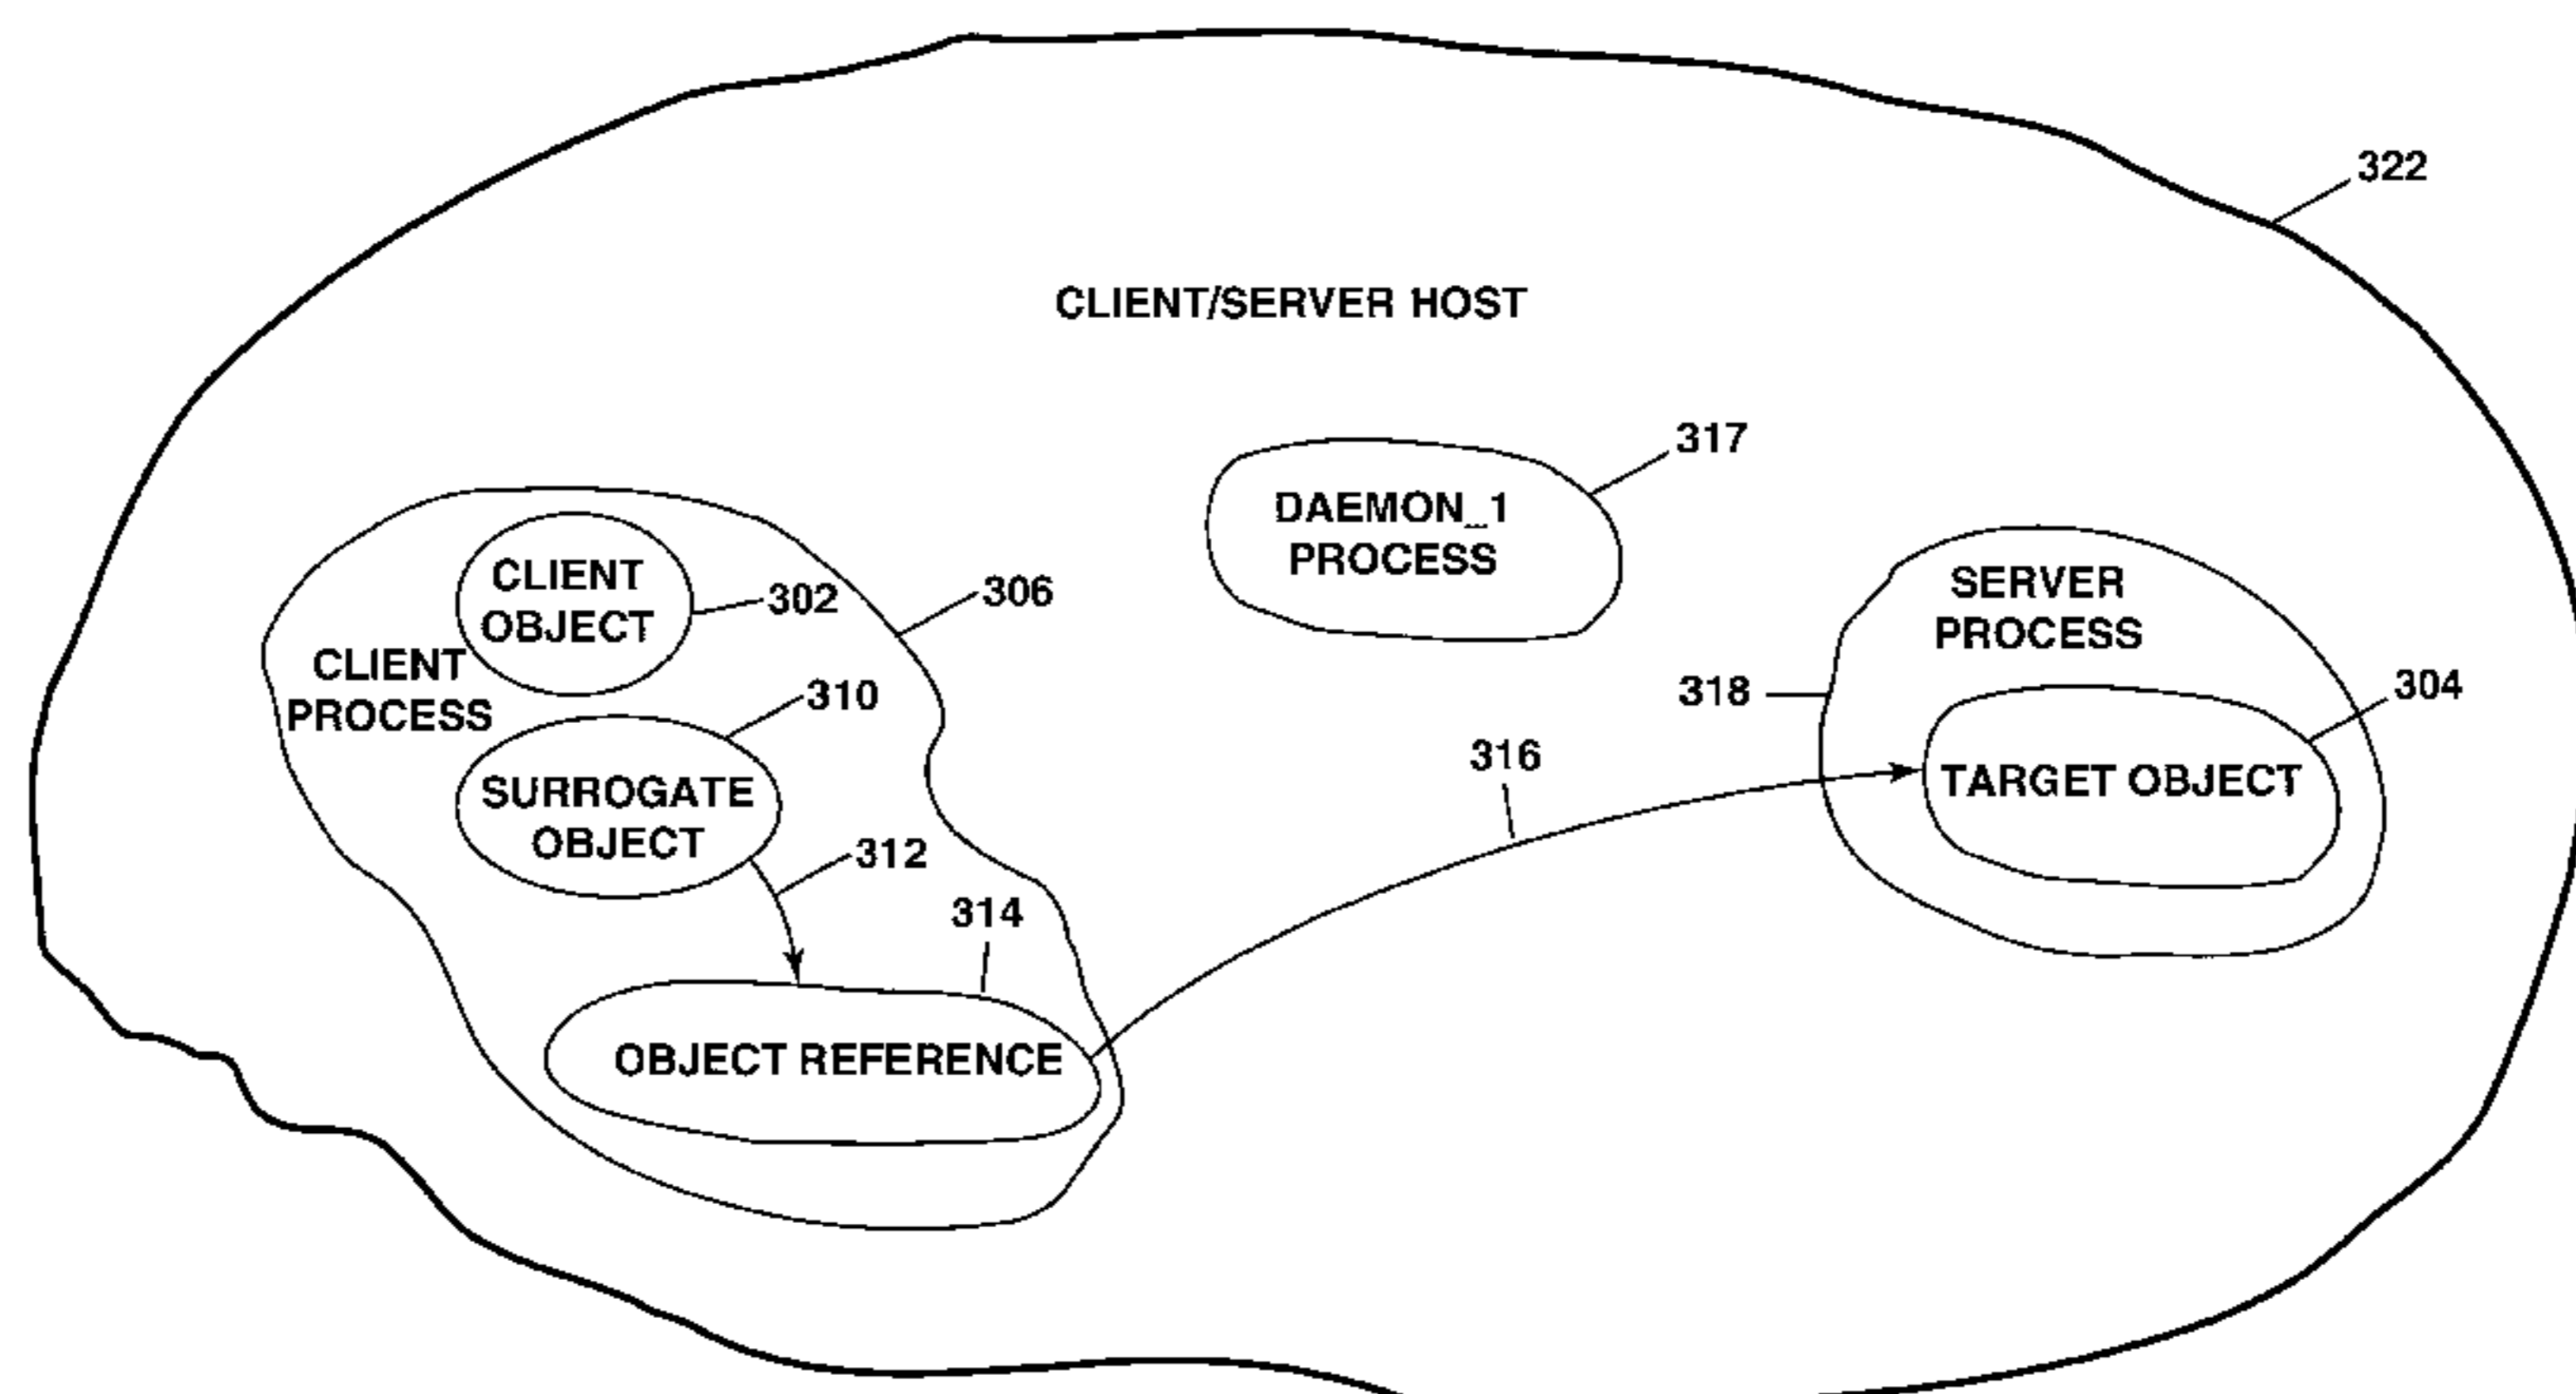 322
CLIENT/SERVER HOST
317
DAEMON_1
PROCESS
CLIENT
OBJECT
302
306
CLIENT
PROCESS
310
SURROGATE
OBJECT
312
314
OBJECT REFERENCE
316
SERVER
PROCESS
318
304
TARGET OBJECT